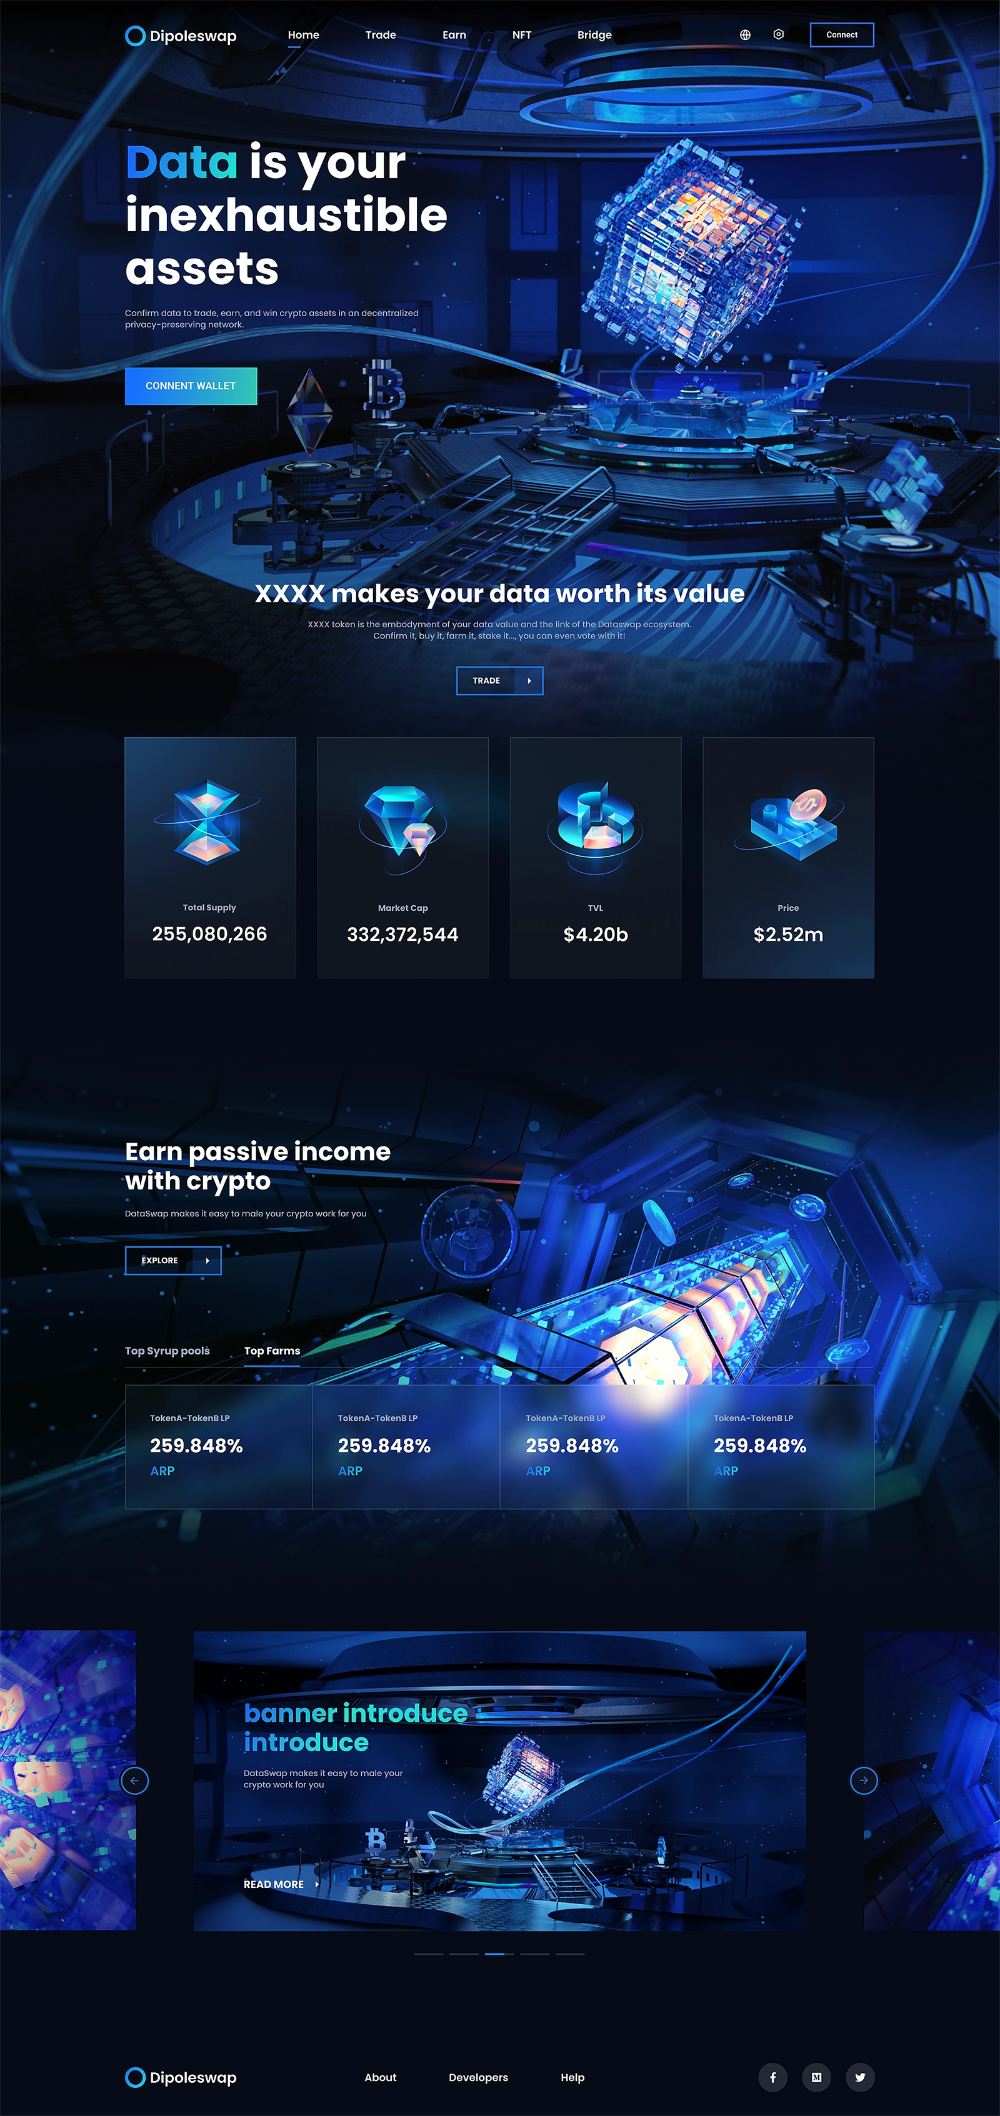 Dipoleswap
Home
Trade
Earn
NFT
Bridge
Connect
Data is your
inexhaustible
assets
Confirm data to trade, earn, and win crypto assets in an decentralized
privacy-preserving network.
CONNENT WALLET
XXXX makes your data worth its value
XXXX token is the embodyment of your data value and the link of the Dataswap ecosystem.
Confirm it, buy it, farm it, stake it..., you can even vote with it!
TRADE
Total Supply
255,080,266
Market Cap
332,372,544
TVL
$4.20b
Price
$2.52m
Earn passive income
with crypto
DataSwap makes it easy to male your crypto work for you
EXPLORE
Top Syrup pools
Top Farms
TokenA-TokenB LP
259.848%
ARP
TokenA-TokenB LP
259.848%
ARP
TokenA-TokenB LP
259.848%
ARP
TokenA-TokenB LP
259.848%
ARP
banner introduce
introduce
DataSwap makes it easy to male your
crypto work for you
READ MORE
Dipoleswap
About
Developers
Help